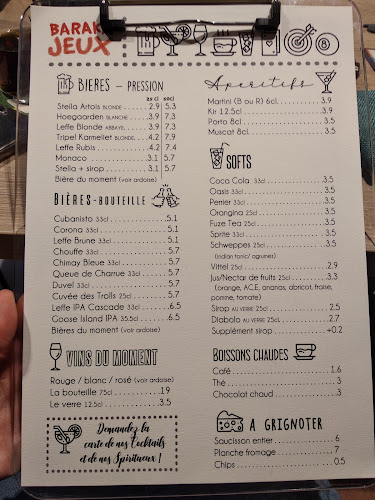 BARAK
JEUX
BIERES – PRESSION
25 cl 50cl
Stella Artois BLONDE 2.9 5.3
Hoegaarden BLANCHE 3.9 7.3
Leffe Blonde ABBAYE 3.9 7.3
Tripel Karmeliet BLONDE 4.2 7.9
Leffe Rubis 4.2 7.4
Monaco 3.1 5.7
Stella + sirop 3.1 5.7
Bière du moment (voir ardoise)
BIÈRES-BOUTEILLE
Cubanisto 33cl 5.1
Corona 33cl 5.1
Leffe Brune 33cl 5.1
Chouffe 33cl 5.7
Chimay Bleue 33cl 5.7
Queue de Charrue 33cl 5.7
Duvel 33cl 5.7
Cuvée des Trolls 25cl 5.7
Leffe IPA Cascade 33cl 6.5
Goose Island IPA 35.5cl 6.5
Bières du moment (voir ardoise)
VINS DU MOMENT
Rouge / blanc / rosé (voir ardoise)
La bouteille 75cl 19
Le verre 12.5cl 3.5
Demandez la
carte de nos Cocktails
et de nos Spiritueux !
Aperitifs
Martini (B ou R) 6cl 3.9
Kir 12.5cl 3.9
Porto 8cl 3.9
Muscat 8cl 3.9
SOFTS
Coca Cola 33cl 3.5
Oasis 33cl 3.5
Perrier 33cl 3.5
Orangina 25cl 3.5
Fuze Tea 25cl 3.5
Sprite 33cl 3.5
Schweppes 25cl 3.5
(indian tonic/ agrumes)
Vittel 25cl 2.9
Jus/Nectar de fruits 25cl 3.3
(orange, ACE, ananas, abricot, fraise,
pomme, tomate)
Sirop AU VERRE 25cl 2.5
Diabolo AU VERRE 25cl 2.7
Supplément sirop +0.2
BOISSONS CHAUDES
Café 1.6
Thé 3
Chocolat chaud 3
A GRIGNOTER
Saucisson entier 6
Planche fromage 7
Chips 0.5